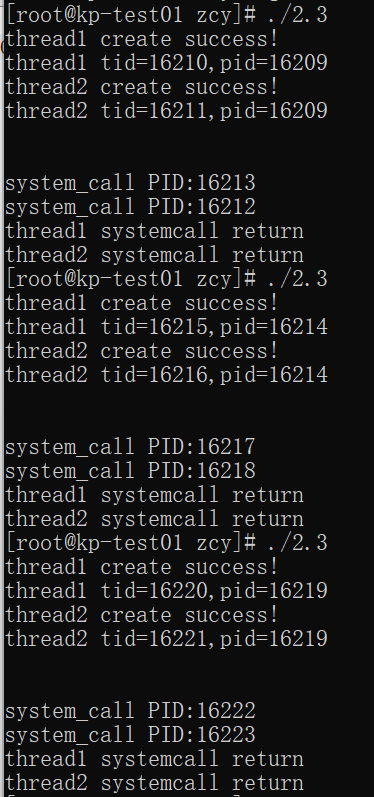 [root@kp-test01 zcy]# ./2.3
thread1 create success!
thread1 tid=16210,pid=16209
thread2 create success!
thread2 tid=16211,pid=16209
system_call PID:16213
system_call PID:16212
thread1 systemcall return
thread2 systemcall return
[root@kp-test01 zcy]# ./2.3
thread1 create success!
thread1 tid=16215,pid=16214
thread2 create success!
thread2 tid=16216,pid=16214
system_call PID:16217
system_call PID:16218
thread1 systemcall return
thread2 systemcall return
[root@kp-test01 zcy]# ./2.3
thread1 create success!
thread1 tid=16220,pid=16219
thread2 create success!
thread2 tid=16221,pid=16219
system_call PID:16222
system_call PID:16223
thread1 systemcall return
thread2 systemcall return